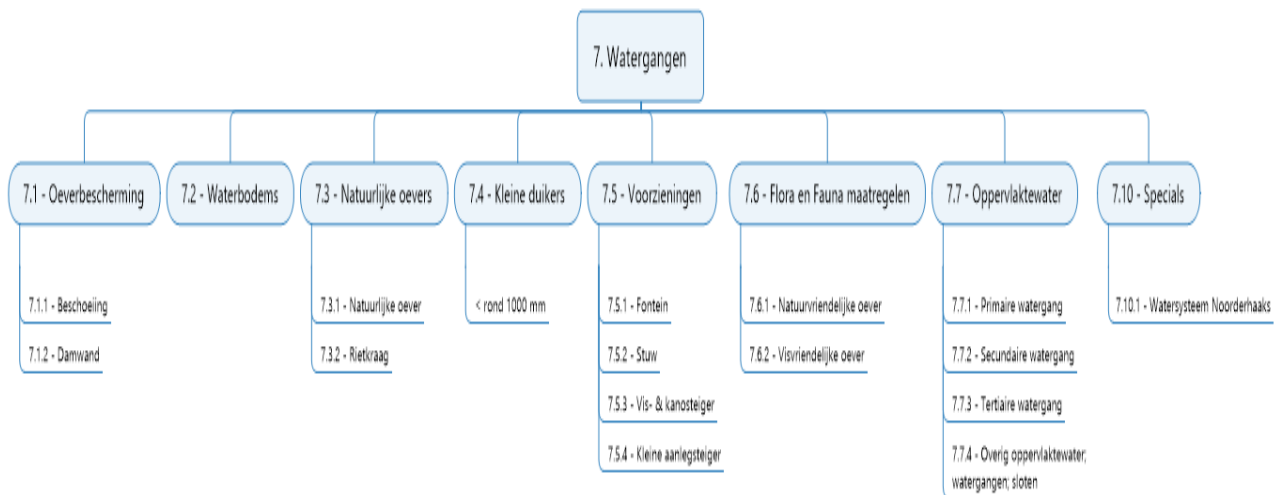 7. Watergangen
7.1 - Oeverbescherming
7.1.1 - Beschoeiing
7.1.2 - Damwand
7.2 - Waterbodems
7.3 - Natuurlijke oevers
7.3.1 - Natuurlijke oever
7.3.2 - Rietkraag
7.4 - Kleine duikers
< rond 1000 mm
7.5 - Voorzieningen
7.5.1 - Fontein
7.5.2 - Stuw
7.5.3 - Vis- & kanosteiger
7.5.4 - Kleine aanlegsteiger
7.6 - Flora en Fauna maatregelen
7.6.1 - Natuurvriendelijke oever
7.6.2 - Visvriendelijke oever
7.7 - Oppervlaktewater
7.7.1 - Primaire watergang
7.7.2 - Secundaire watergang
7.7.3 - Tertiaire watergang
7.7.4 - Overig oppervlaktewater;
watergangen; sloten
7.10 - Specials
7.10.1 - Watersysteem Noorderhaaks